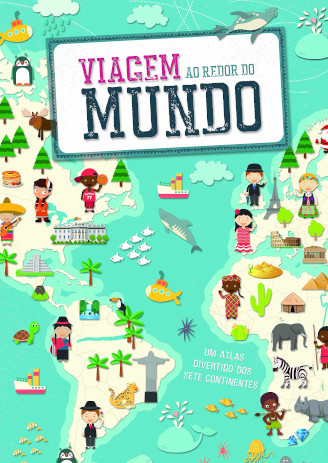 VIAGEM AO REDOR DO
MUNDO
UM ATLAS
DIVERTIDO DOS
SETE CONTINENTES